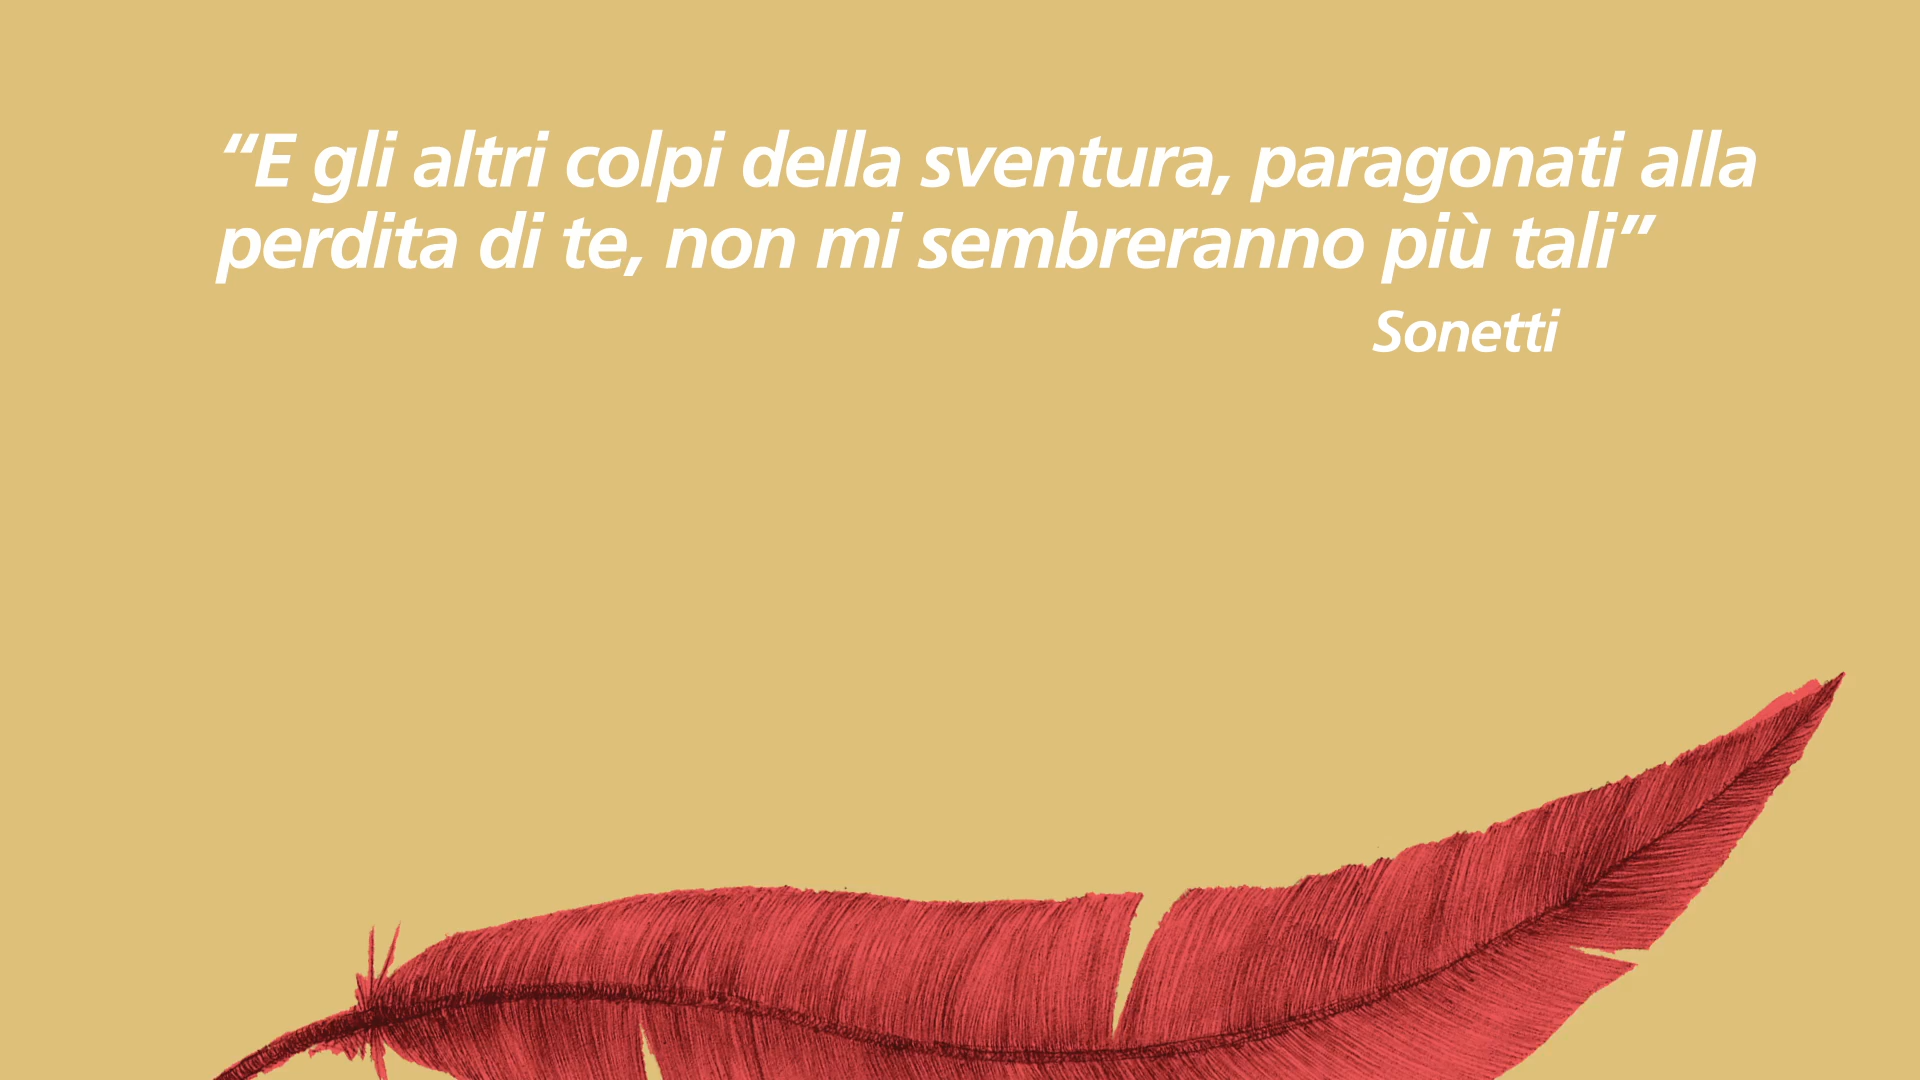 “E gli altri colpi della sventura, paragonati alla
perdita di te, non mi sembreranno più tali”
Sonetti